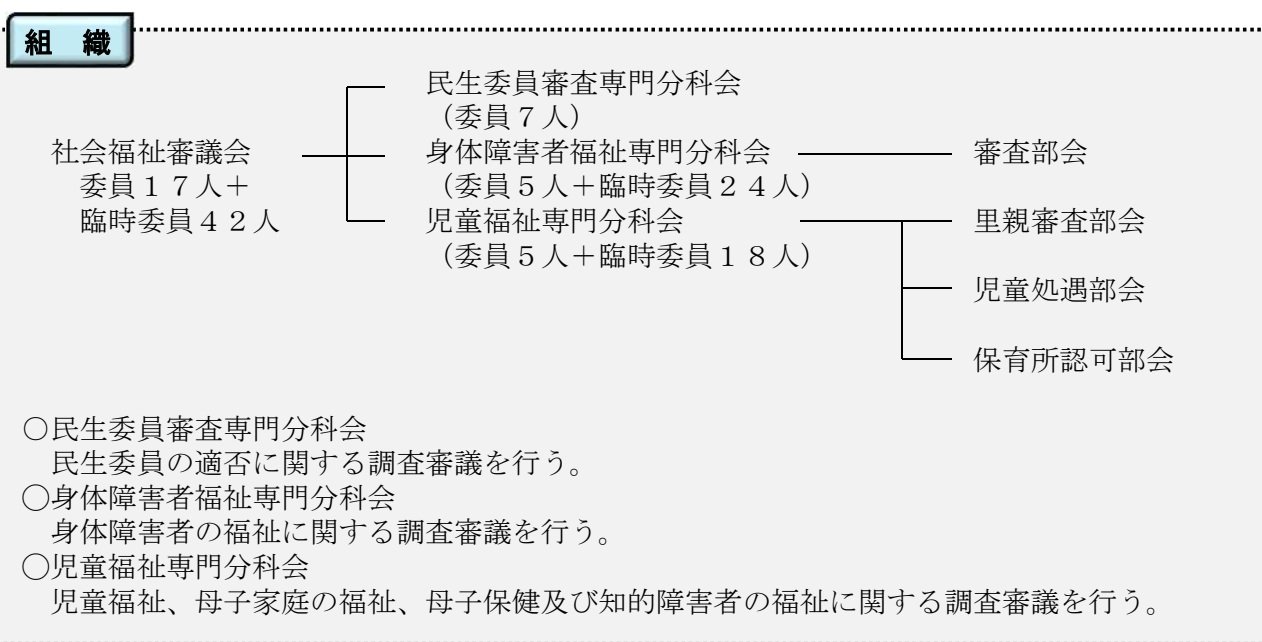 組　織
民生委員審査専門分科会
（委員７人）
社会福祉審議会
委員１７人＋
臨時委員４２人
身体障害者福祉専門分科会
（委員５人＋臨時委員２４人）
審査部会
児童福祉専門分科会
（委員５人＋臨時委員１８人）
里親審査部会
児童処遇部会
保育所認可部会
○民生委員審査専門分科会
民生委員の適否に関する調査審議を行う。
○身体障害者福祉専門分科会
身体障害者の福祉に関する調査審議を行う。
○児童福祉専門分科会
児童福祉、母子家庭の福祉、母子保健及び知的障害者の福祉に関する調査審議を行う。